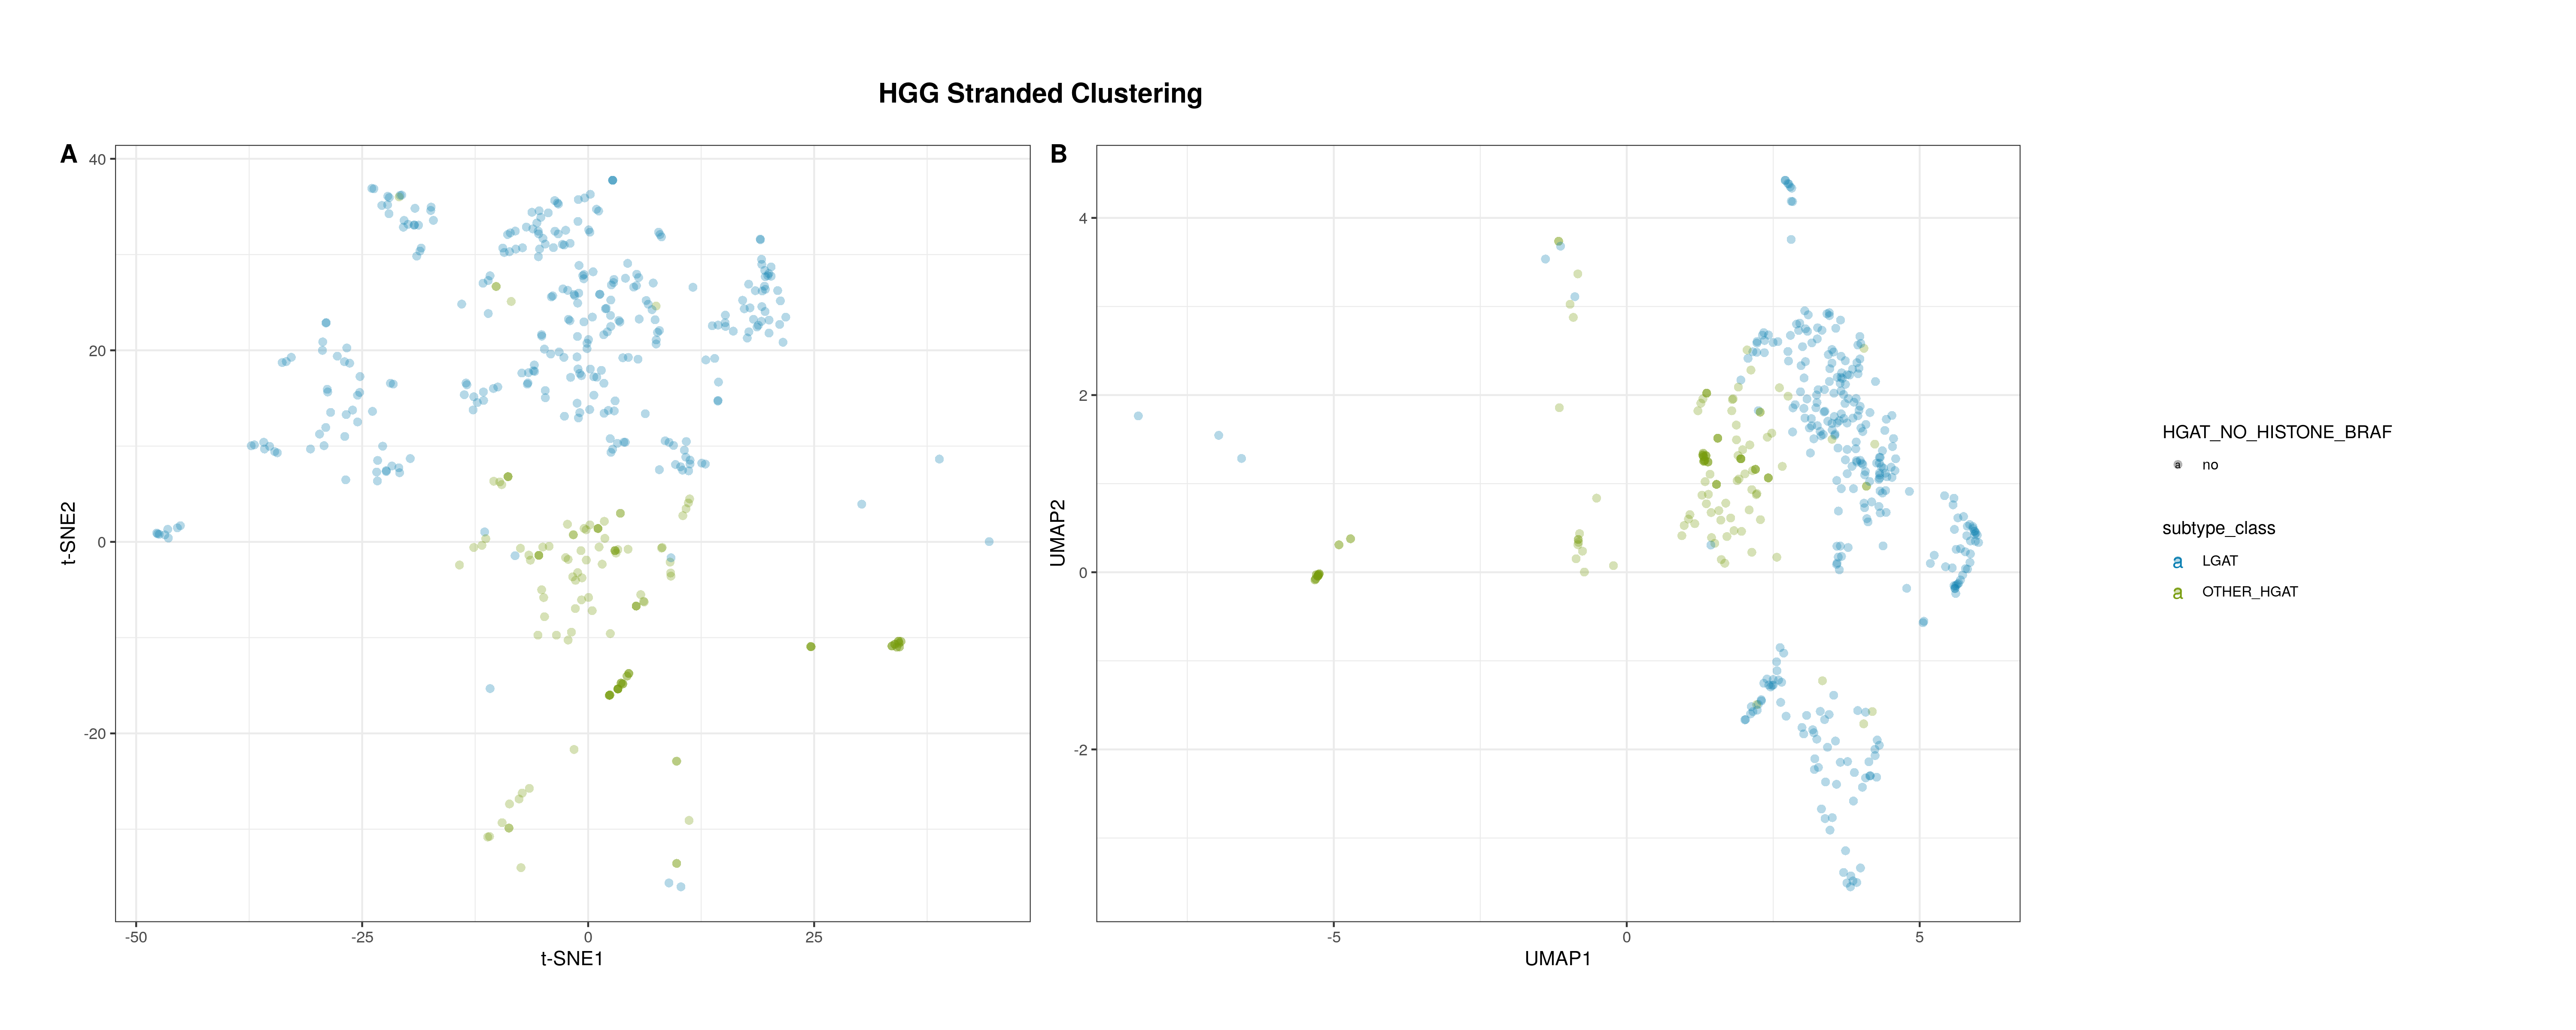 HGG Stranded Clustering
A
40
20
0
-20
t-SNE2
-50
-25
0
25
t-SNE1
B
4
2
0
-2
UMAP2
-5
0
5
UMAP1
HGAT_NO_HISTONE_BRAF
a no
subtype_class
a LGAT
a OTHER_HGAT